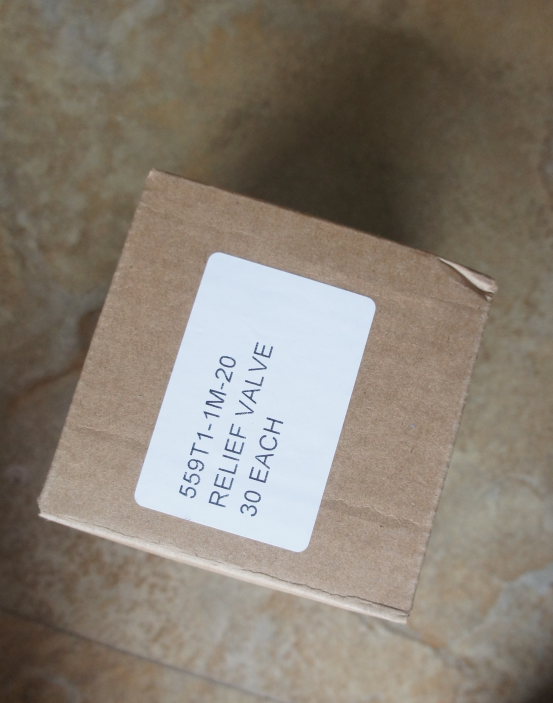 559T1-1M-20
RELIEF VALVE
30 EACH